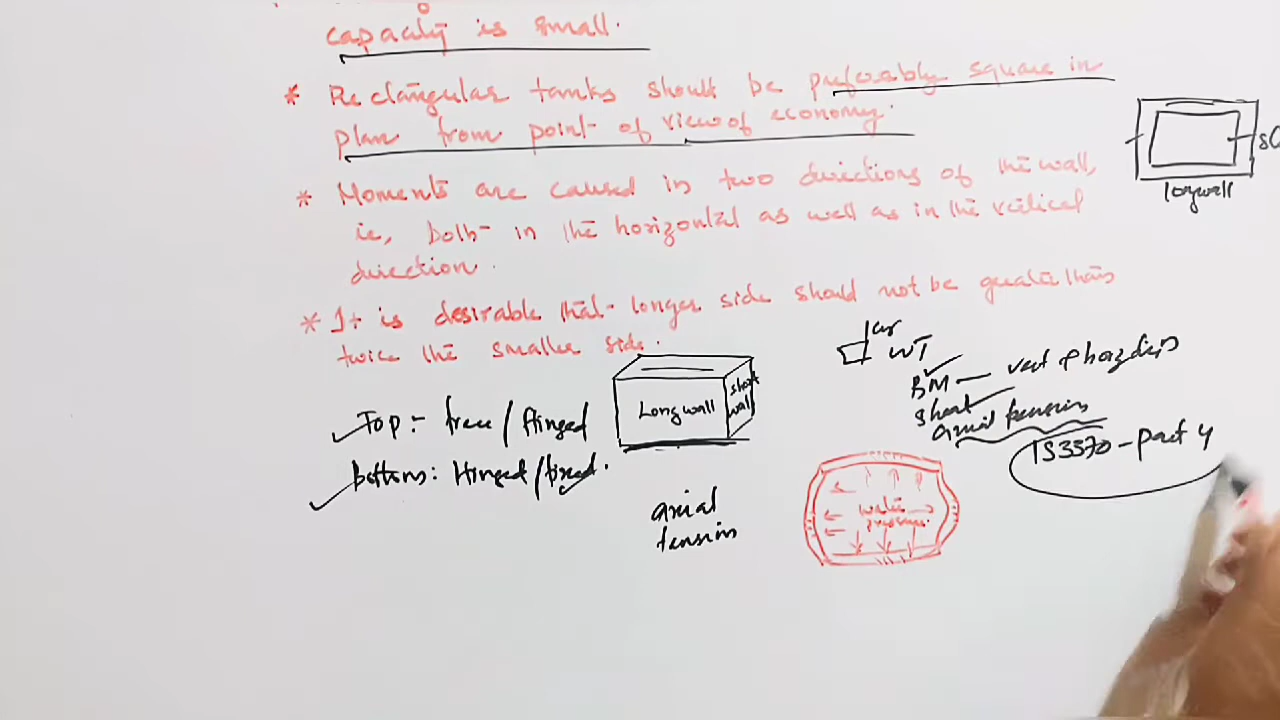 capacity is small.
* Rectangular tanks should be preferably square in
plan from point of view of economy.
* Moments are caused in two directions of the wall,
ie, both in the horizontal as well as in the vertical
direction.
* It is desirable that longer side should not be greater than
twice the smaller side.
Long wall
short
wall
Top:- free / Hinged
bottom: Hinged / fixed.
axial
tension
water
pressure
WT
BM — vert & horz dirs
shear
axial tension
IS3370 - part 4
long wall